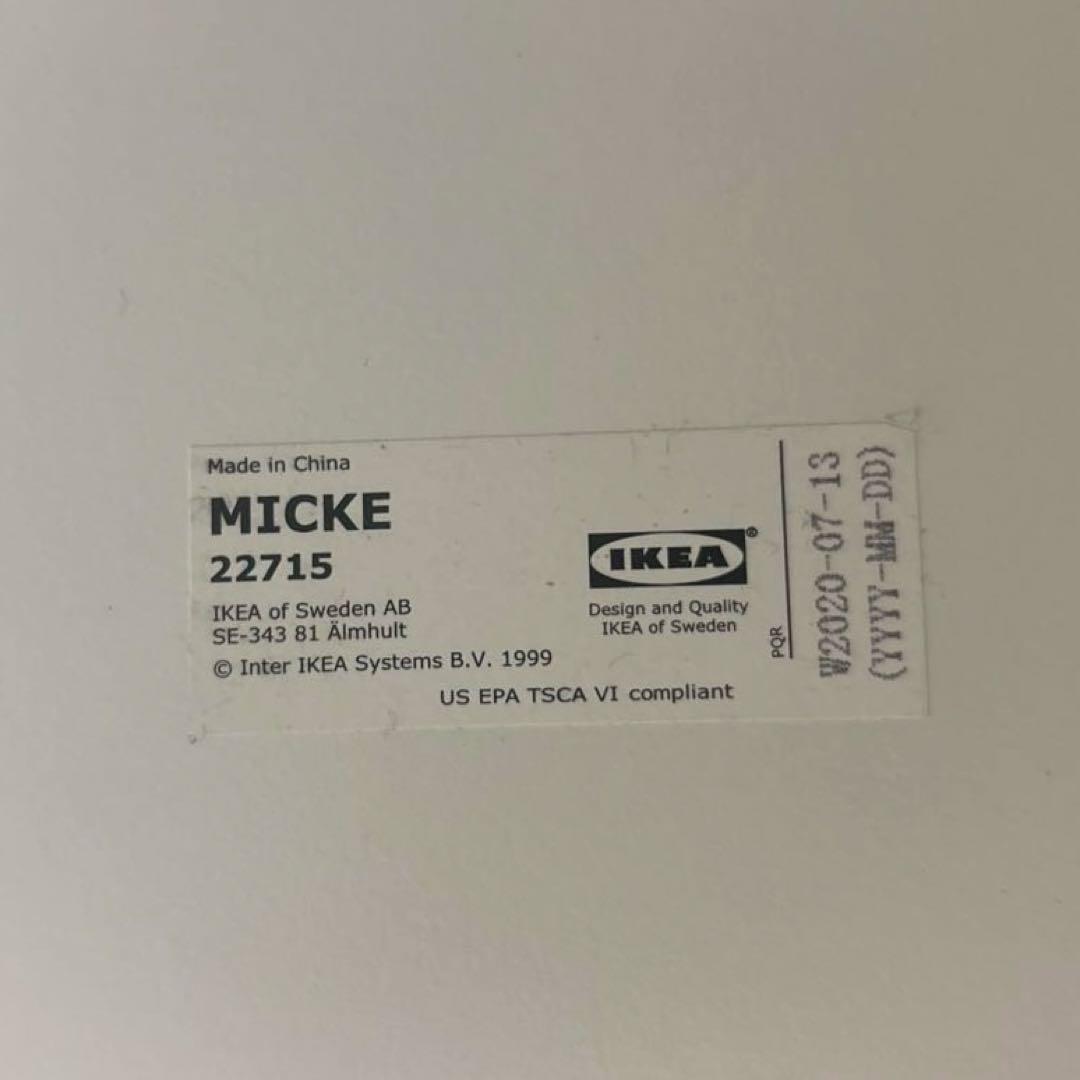 Made in China
MICKE
22715
IKEA of Sweden AB
SE-343 81 Älmhult
© Inter IKEA Systems B.V. 1999
US EPA TSCA VI compliant
IKEA®
Design and Quality
IKEA of Sweden
PQR
W2020-07-13
(YYYY-MM-DD)